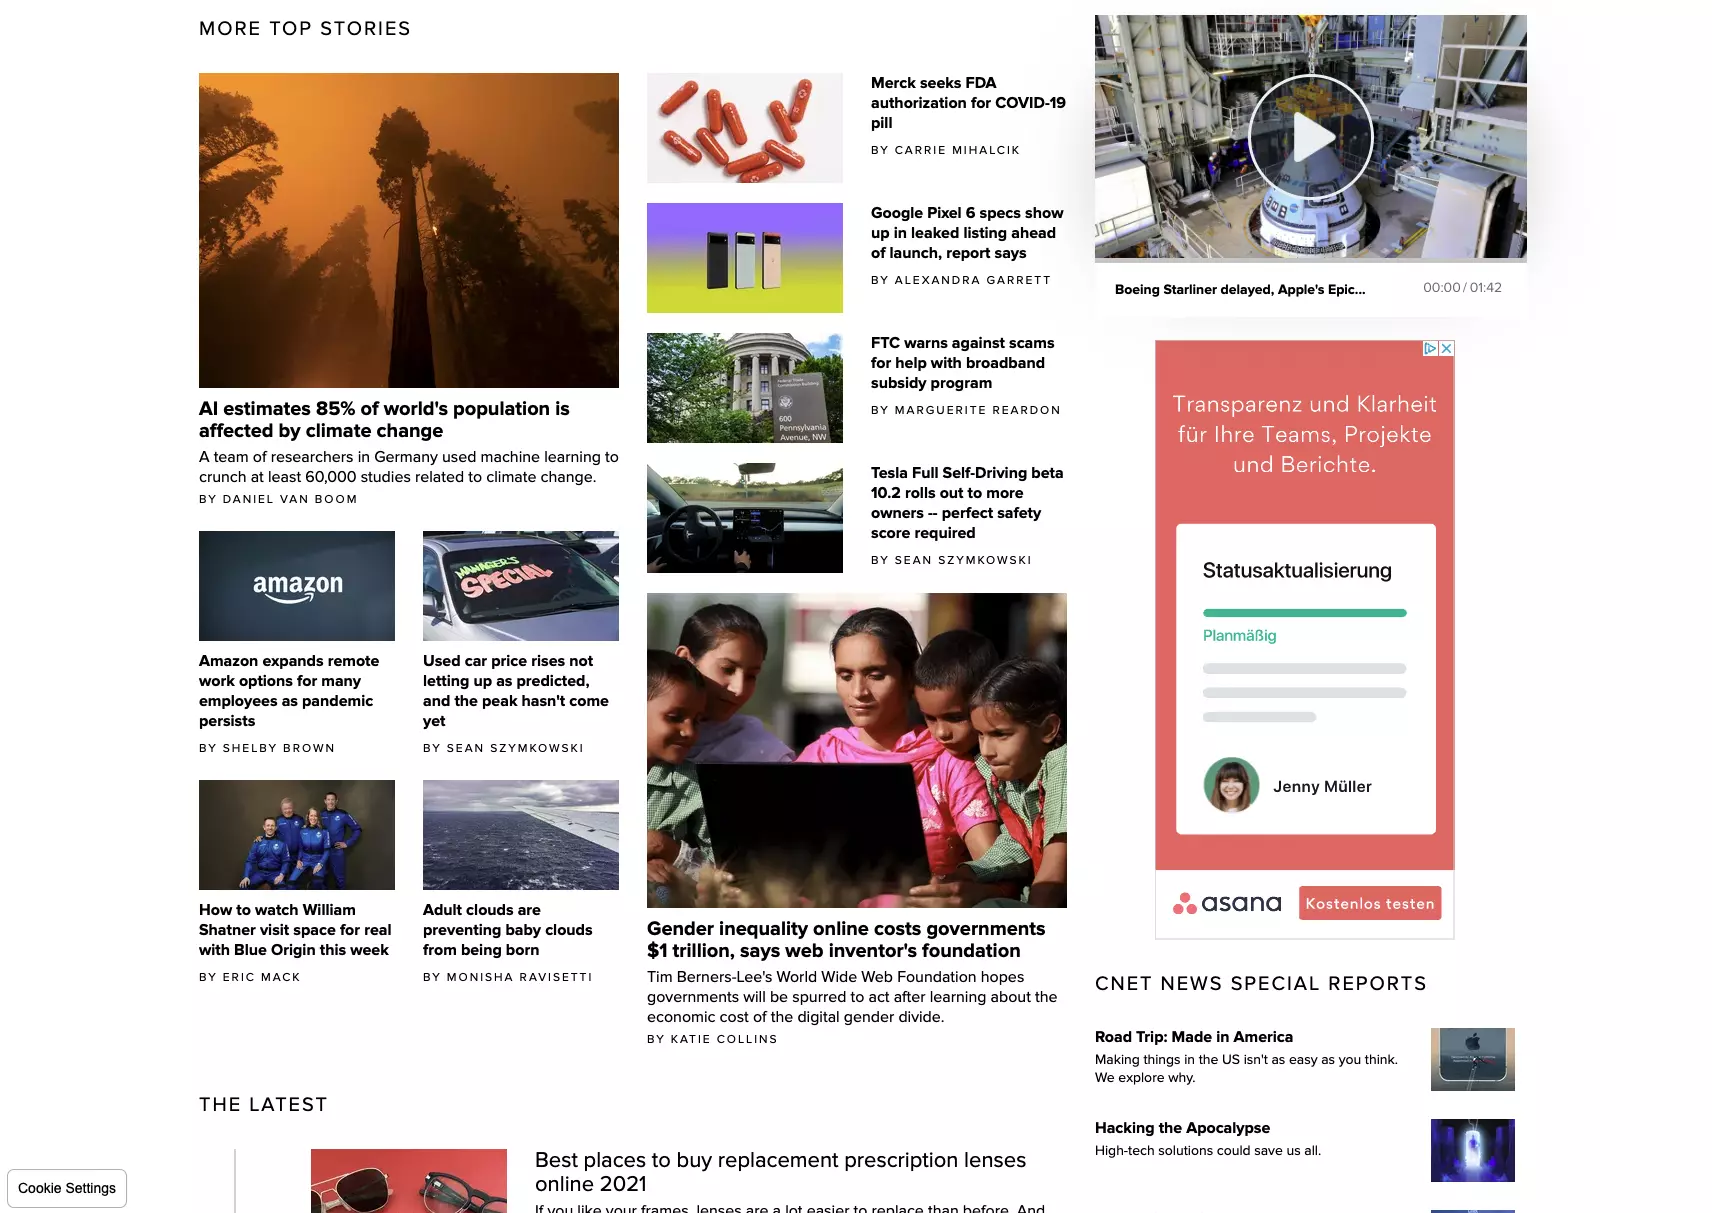 MORE TOP STORIES
AI estimates 85% of world's population is
affected by climate change
A team of researchers in Germany used machine learning to
crunch at least 60,000 studies related to climate change.
BY DANIEL VAN BOOM
amazon
Amazon expands remote
work options for many
employees as pandemic
persists
BY SHELBY BROWN
MANAGER'S
SPECIAL
Used car price rises not
letting up as predicted,
and the peak hasn't come
yet
BY SEAN SZYMKOWSKI
How to watch William
Shatner visit space for real
with Blue Origin this week
BY ERIC MACK
Adult clouds are
preventing baby clouds
from being born
BY MONISHA RAVISETTI
Merck seeks FDA
authorization for COVID-19
pill
BY CARRIE MIHALCIK
Google Pixel 6 specs show
up in leaked listing ahead
of launch, report says
BY ALEXANDRA GARRETT
600
Pennsylvania
Avenue, NW
FTC warns against scams
for help with broadband
subsidy program
BY MARGUERITE REARDON
Tesla Full Self-Driving beta
10.2 rolls out to more
owners -- perfect safety
score required
BY SEAN SZYMKOWSKI
Gender inequality online costs governments
$1 trillion, says web inventor's foundation
Tim Berners-Lee's World Wide Web Foundation hopes
governments will be spurred to act after learning about the
economic cost of the digital gender divide.
BY KATIE COLLINS
Boeing Starliner delayed, Apple's Epic...
00:00 / 01:42
Transparenz und Klarheit
für Ihre Teams, Projekte
und Berichte.
Statusaktualisierung
Planmäßig
Jenny Müller
asana
Kostenlos testen
CNET NEWS SPECIAL REPORTS
Road Trip: Made in America
Making things in the US isn't as easy as you think.
We explore why.
Hacking the Apocalypse
High-tech solutions could save us all.
THE LATEST
Best places to buy replacement prescription lenses
online 2021
If you like your frames, lenses are a lot easier to replace than before. And
Cookie Settings